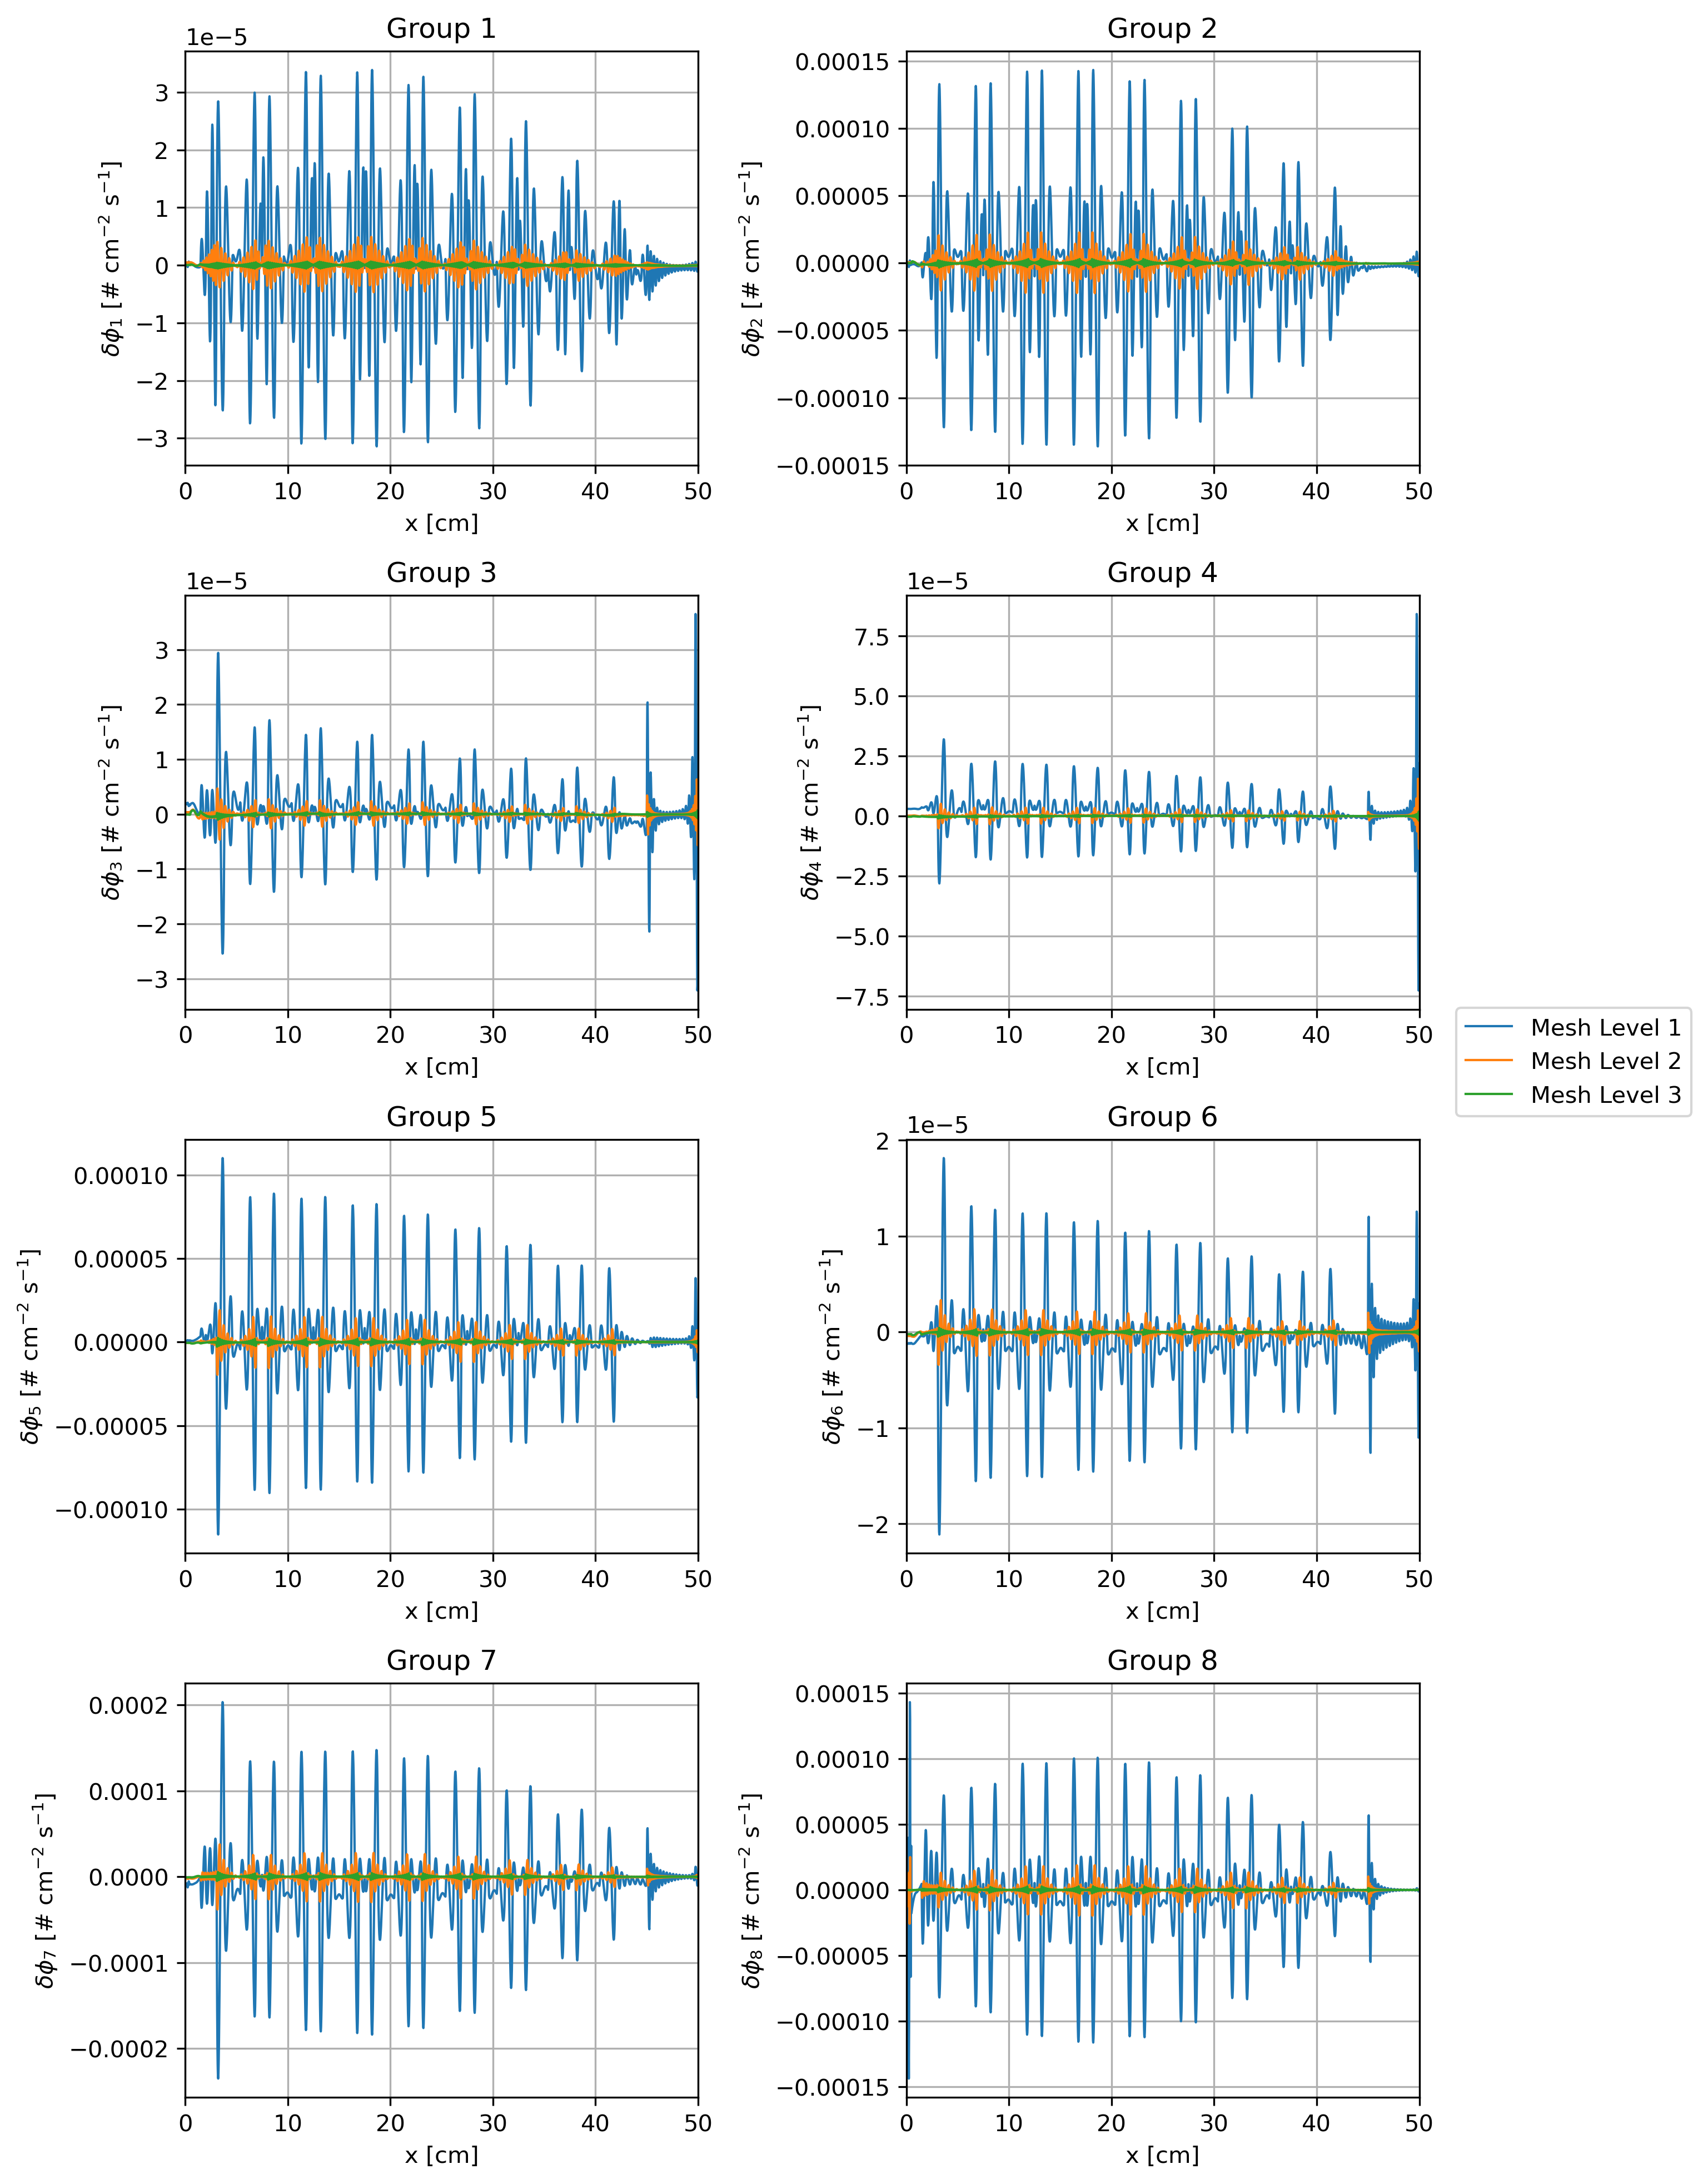 Group 1
1e−5
3
2
1
0
−1
−2
−3
δϕ₁ [# cm⁻² s⁻¹]
0 10 20 30 40 50
x [cm]
Group 2
0.00015
0.00010
0.00005
0.00000
−0.00005
−0.00010
−0.00015
δϕ₂ [# cm⁻² s⁻¹]
0 10 20 30 40 50
x [cm]
Group 3
1e−5
3
2
1
0
−1
−2
−3
δϕ₃ [# cm⁻² s⁻¹]
0 10 20 30 40 50
x [cm]
Group 4
1e−5
7.5
5.0
2.5
0.0
−2.5
−5.0
−7.5
δϕ₄ [# cm⁻² s⁻¹]
0 10 20 30 40 50
x [cm]
Mesh Level 1
Mesh Level 2
Mesh Level 3
Group 5
0.00010
0.00005
0.00000
−0.00005
−0.00010
δϕ₅ [# cm⁻² s⁻¹]
0 10 20 30 40 50
x [cm]
Group 6
1e−5
2
1
0
−1
−2
δϕ₆ [# cm⁻² s⁻¹]
0 10 20 30 40 50
x [cm]
Group 7
0.0002
0.0001
0.0000
−0.0001
−0.0002
δϕ₇ [# cm⁻² s⁻¹]
0 10 20 30 40 50
x [cm]
Group 8
0.00015
0.00010
0.00005
0.00000
−0.00005
−0.00010
−0.00015
δϕ₈ [# cm⁻² s⁻¹]
0 10 20 30 40 50
x [cm]